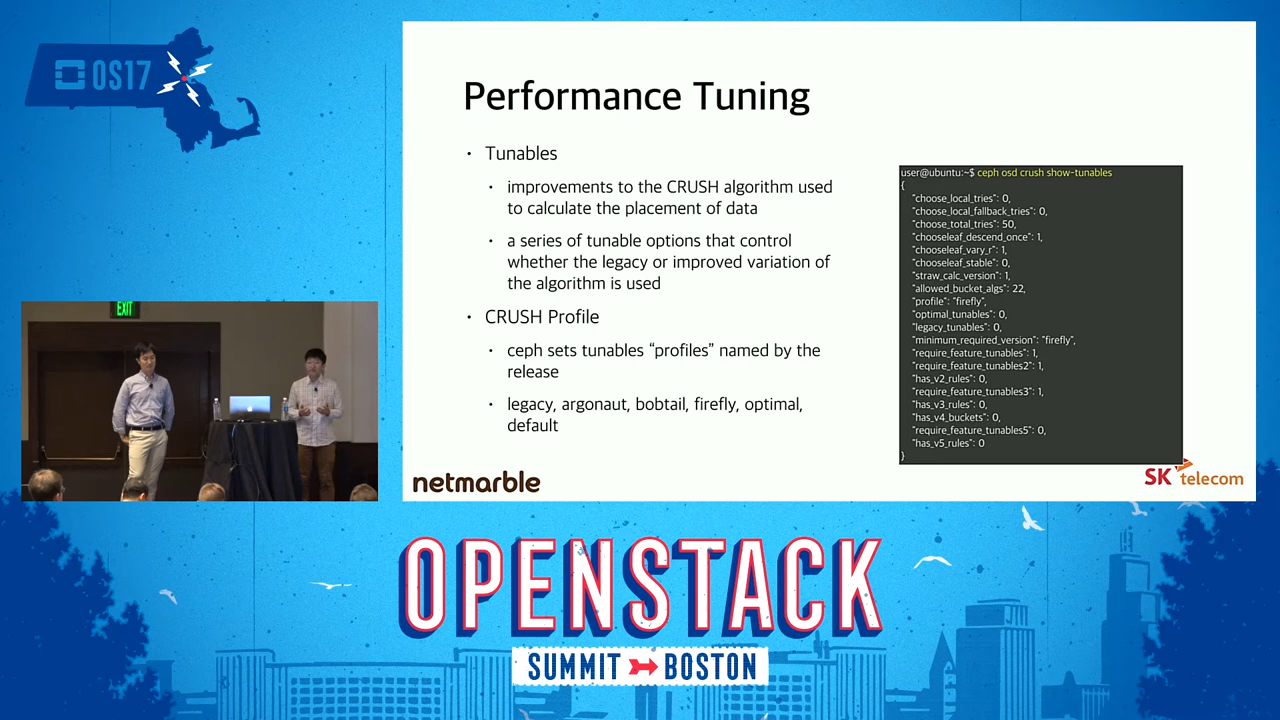 OS17
EXIT
Performance Tuning
• Tunables
• improvements to the CRUSH algorithm used
to calculate the placement of data
• a series of tunable options that control
whether the legacy or improved variation of
the algorithm is used
• CRUSH Profile
• ceph sets tunables “profiles” named by the
release
• legacy, argonaut, bobtail, firefly, optimal,
default
user@ubuntu:~$ ceph osd crush show-tunables
{
"choose_local_tries": 0,
"choose_local_fallback_tries": 0,
"choose_total_tries": 50,
"chooseleaf_descend_once": 1,
"chooseleaf_vary_r": 1,
"chooseleaf_stable": 0,
"straw_calc_version": 1,
"allowed_bucket_algs": 22,
"profile": "firefly",
"optimal_tunables": 0,
"legacy_tunables": 0,
"minimum_required_version": "firefly",
"require_feature_tunables": 1,
"require_feature_tunables2": 1,
"has_v2_rules": 0,
"require_feature_tunables3": 1,
"has_v3_rules": 0,
"has_v4_buckets": 0,
"require_feature_tunables5": 0,
"has_v5_rules": 0
}
netmarble
SK telecom
OPENSTACK
SUMMIT BOSTON